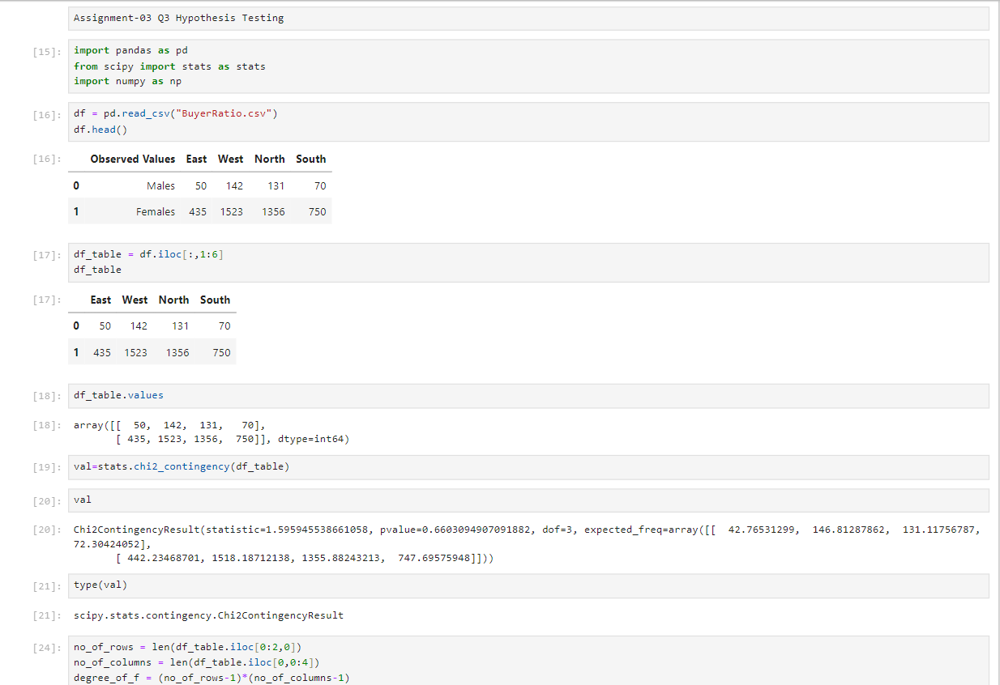 Assignment-03 Q3 Hypothesis Testing
[15]: import pandas as pd
from scipy import stats as stats
import numpy as np
[16]: df = pd.read_csv("BuyerRatio.csv")
df.head()
[16]: Observed Values East West North South
0 Males 50 142 131 70
1 Females 435 1523 1356 750
[17]: df_table = df.iloc[:,1:6]
df_table
[17]: East West North South
0 50 142 131 70
1 435 1523 1356 750
[18]: df_table.values
[18]: array([[  50,  142,  131,   70],
       [ 435, 1523, 1356,  750]], dtype=int64)
[19]: val=stats.chi2_contingency(df_table)
[20]: val
[20]: Chi2ContingencyResult(statistic=1.595945538661058, pvalue=0.6603094907091882, dof=3, expected_freq=array([[  42.76531299,  146.81287862,  131.11756787,
72.30424052],
       [ 442.23468701, 1518.18712138, 1355.88243213,  747.69575948]]))
[21]: type(val)
[21]: scipy.stats.contingency.Chi2ContingencyResult
[24]: no_of_rows = len(df_table.iloc[0:2,0])
no_of_columns = len(df_table.iloc[0,0:4])
degree_of_f = (no_of_rows-1)*(no_of_columns-1)